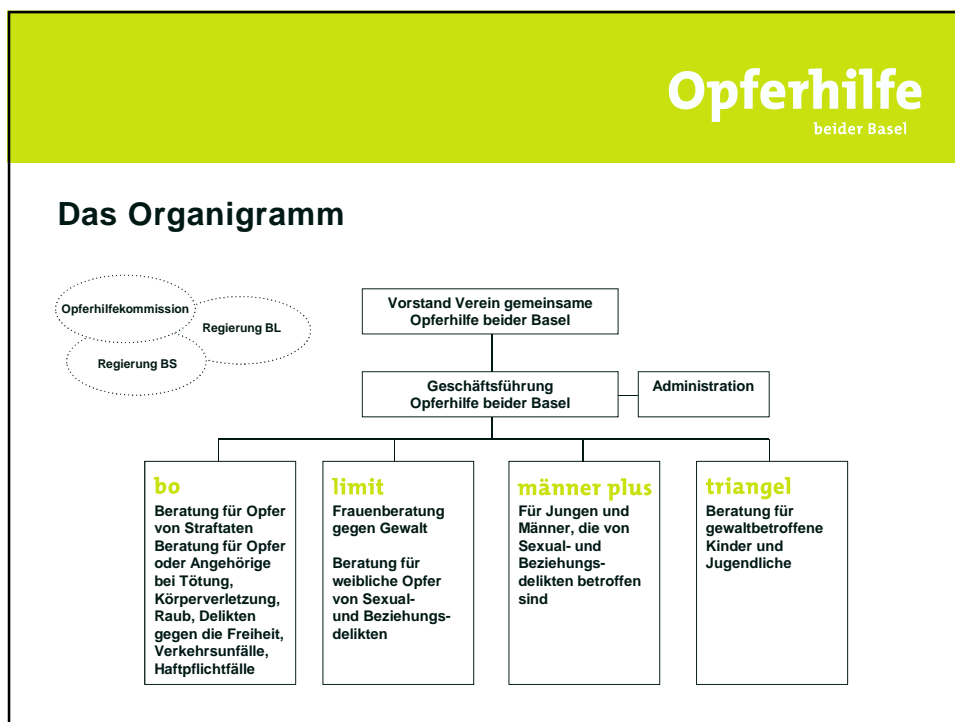 Opferhilfe
beider Basel
Das Organigramm
Opferhilfekommission
Regierung BL
Regierung BS
Vorstand Verein gemeinsame
Opferhilfe beider Basel
Geschäftsführung
Opferhilfe beider Basel
Administration
bo
Beratung für Opfer
von Straftaten
Beratung für Opfer
oder Angehörige
bei Tötung,
Körperverletzung,
Raub, Delikten
gegen die Freiheit,
Verkehrsunfälle,
Haftpflichtfälle
limit
Frauenberatung
gegen Gewalt
Beratung für
weibliche Opfer
von Sexual-
und Beziehungs-
delikten
männer plus
Für Jungen und
Männer, die von
Sexual- und
Beziehungs-
delikten betroffen
sind
triangel
Beratung für
gewaltbetroffene
Kinder und
Jugendliche